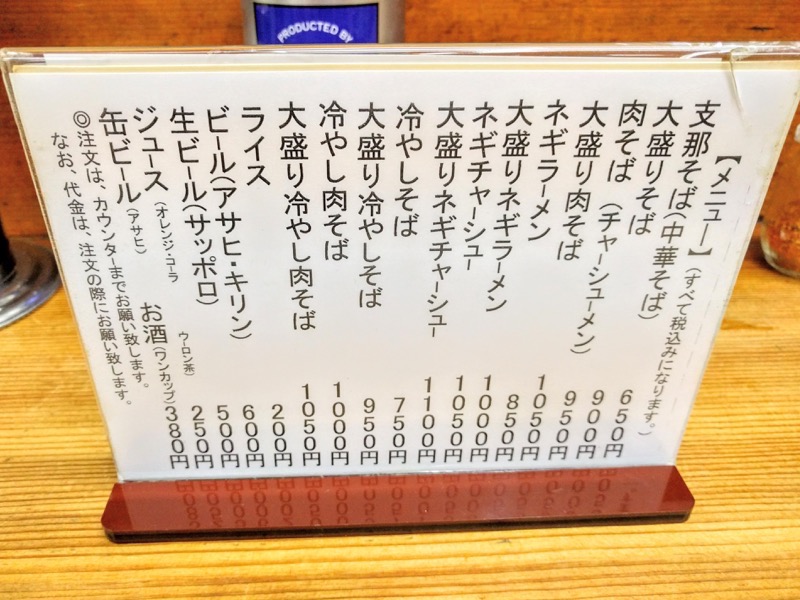 PRODUCTED BY
【メニュー】(すべて税込みになります。)
支那そば(中華そば) 650円
大盛りそば 900円
肉そば (チャーシューメン) 950円
大盛り肉そば 1050円
ネギラーメン 850円
大盛りネギラーメン 1000円
ネギチャーシュー 1050円
大盛りネギチャーシュー 1100円
冷やしそば 750円
大盛り冷やしそば 950円
冷やし肉そば 1000円
大盛り冷やし肉そば 1050円
ライス 200円
ビール(アサヒ・キリン) 600円
生ビール(サッポロ) 500円
ジュース (オレンジ・コーラ ウーロン茶) 250円
缶ビール(アサヒ) お酒(ワンカップ)380円
◎注文は、カウンターまでお願い致します。
なお、代金は、注文の際にお願い致します。